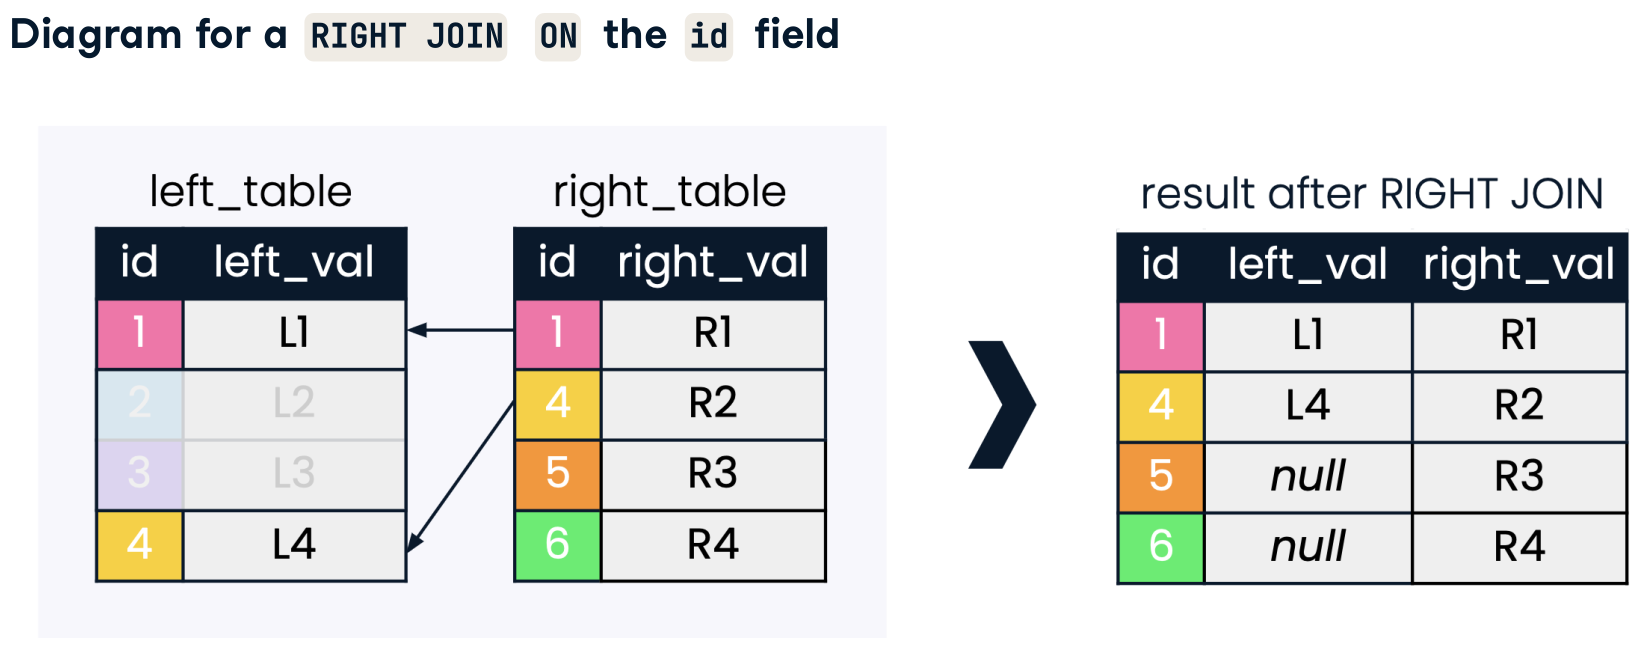 Diagram for a RIGHT JOIN ON the id field
left_table
id left_val
1 L1
2 L2
3 L3
4 L4
right_table
id right_val
1 R1
4 R2
5 R3
6 R4
result after RIGHT JOIN
id left_val right_val
1 L1 R1
4 L4 R2
5 null R3
6 null R4